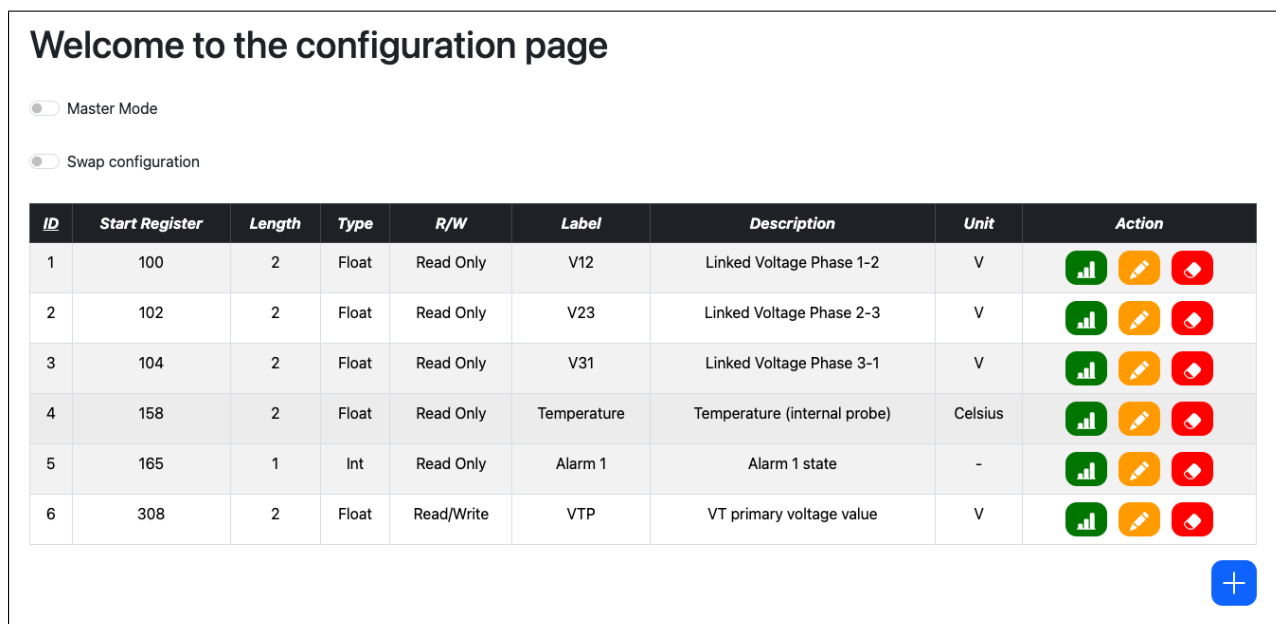 Welcome to the configuration page
Master Mode
Swap configuration
ID Start Register Length Type R/W Label Description Unit Action
1 100 2 Float Read Only V12 Linked Voltage Phase 1-2 V
2 102 2 Float Read Only V23 Linked Voltage Phase 2-3 V
3 104 2 Float Read Only V31 Linked Voltage Phase 3-1 V
4 158 2 Float Read Only Temperature Temperature (internal probe) Celsius
5 165 1 Int Read Only Alarm 1 Alarm 1 state -
6 308 2 Float Read/Write VTP VT primary voltage value V